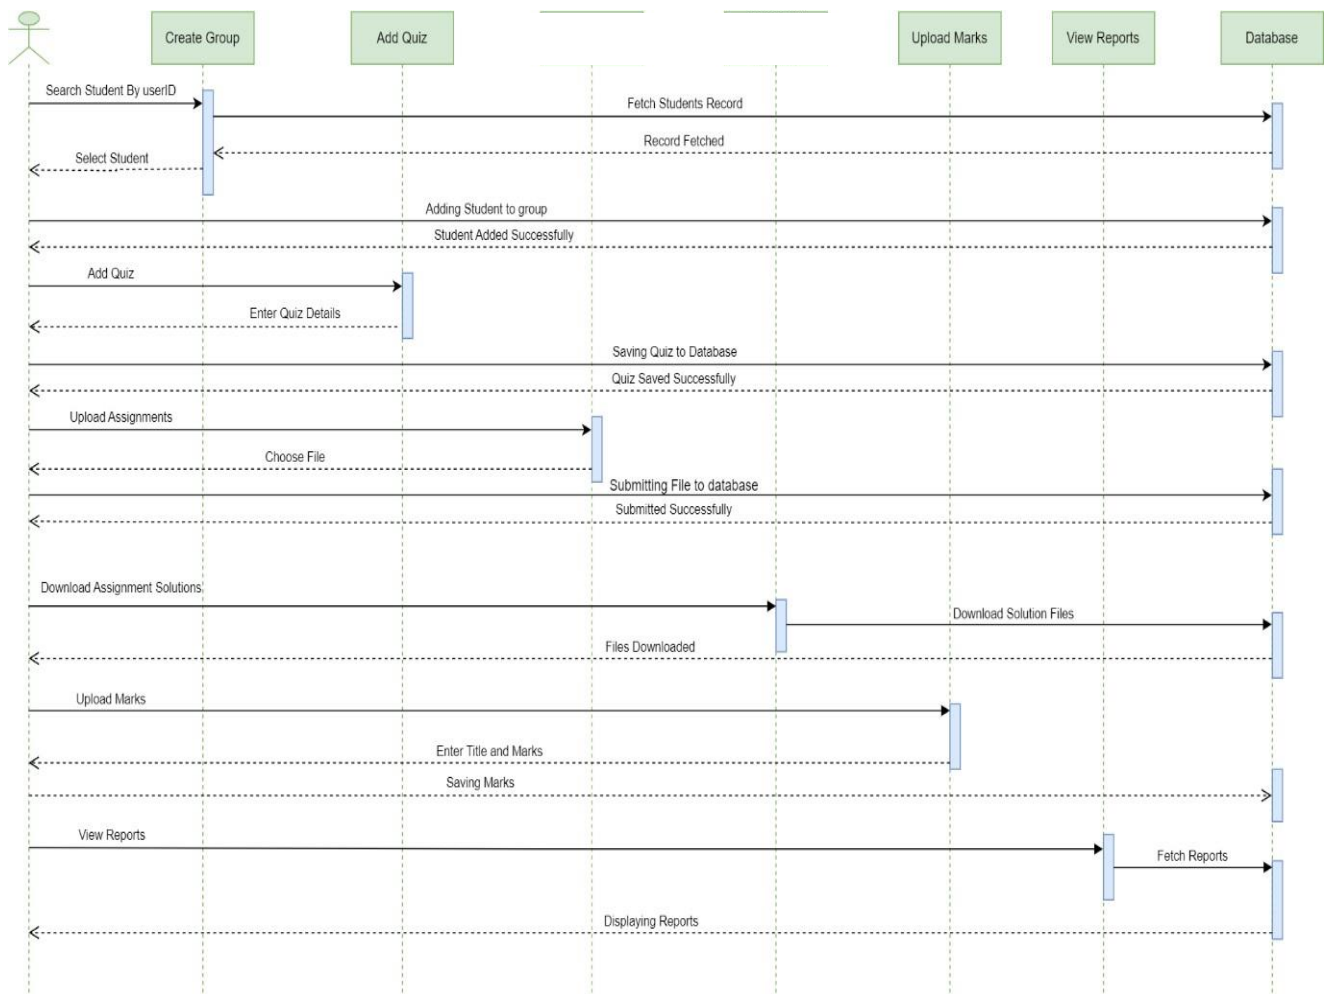 Create Group
Add Quiz
Upload Marks
View Reports
Database
Search Student By userID
Fetch Students Record
Record Fetched
Select Student
Adding Student to group
Student Added Successfully
Add Quiz
Enter Quiz Details
Saving Quiz to Database
Quiz Saved Successfully
Upload Assignments
Choose File
Submitting File to database
Submitted Successfully
Download Assignment Solutions
Download Solution Files
Files Downloaded
Upload Marks
Enter Title and Marks
Saving Marks
View Reports
Fetch Reports
Displaying Reports